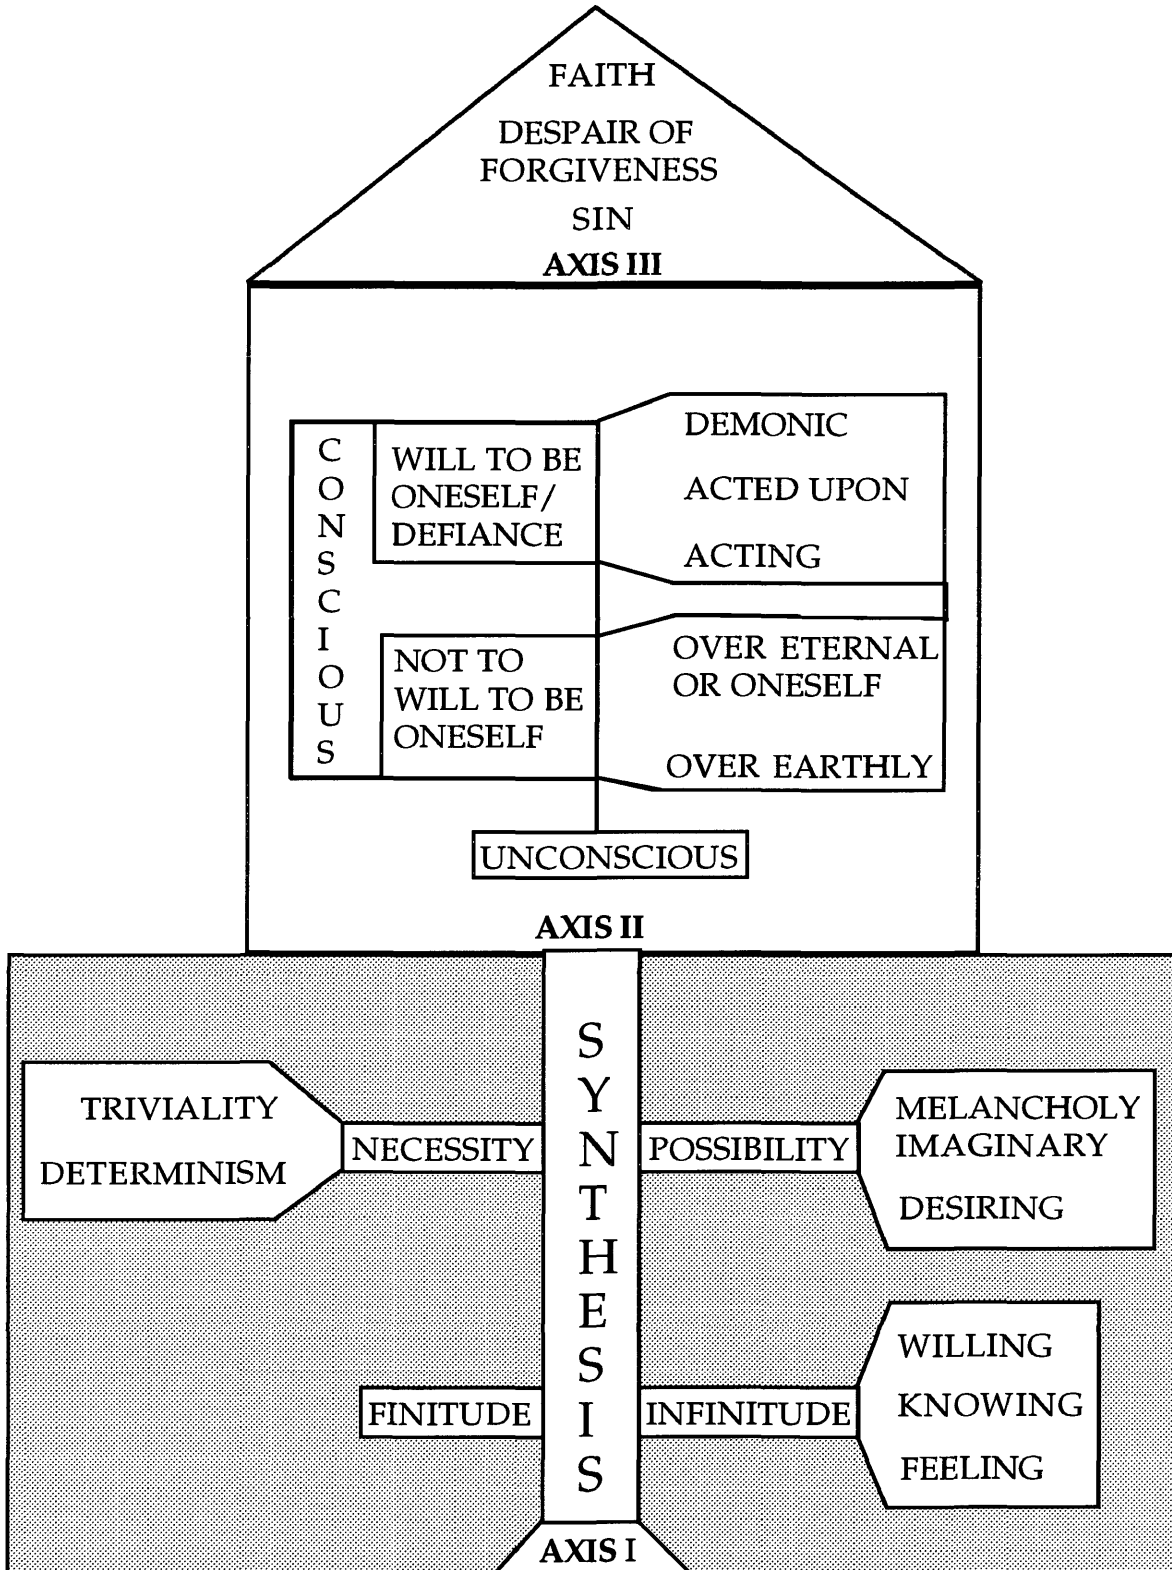 FAITH
DESPAIR OF
FORGIVENESS
SIN
AXIS III
CONSCIOUS
WILL TO BE
ONESELF/
DEFIANCE
DEMONIC
ACTED UPON
ACTING
NOT TO
WILL TO BE
ONESELF
OVER ETERNAL
OR ONESELF
OVER EARTHLY
UNCONSCIOUS
AXIS II
SYNTHESIS
TRIVIALITY
DETERMINISM
NECESSITY
POSSIBILITY
MELANCHOLY
IMAGINARY
DESIRING
FINITUDE
INFINITUDE
WILLING
KNOWING
FEELING
AXIS I